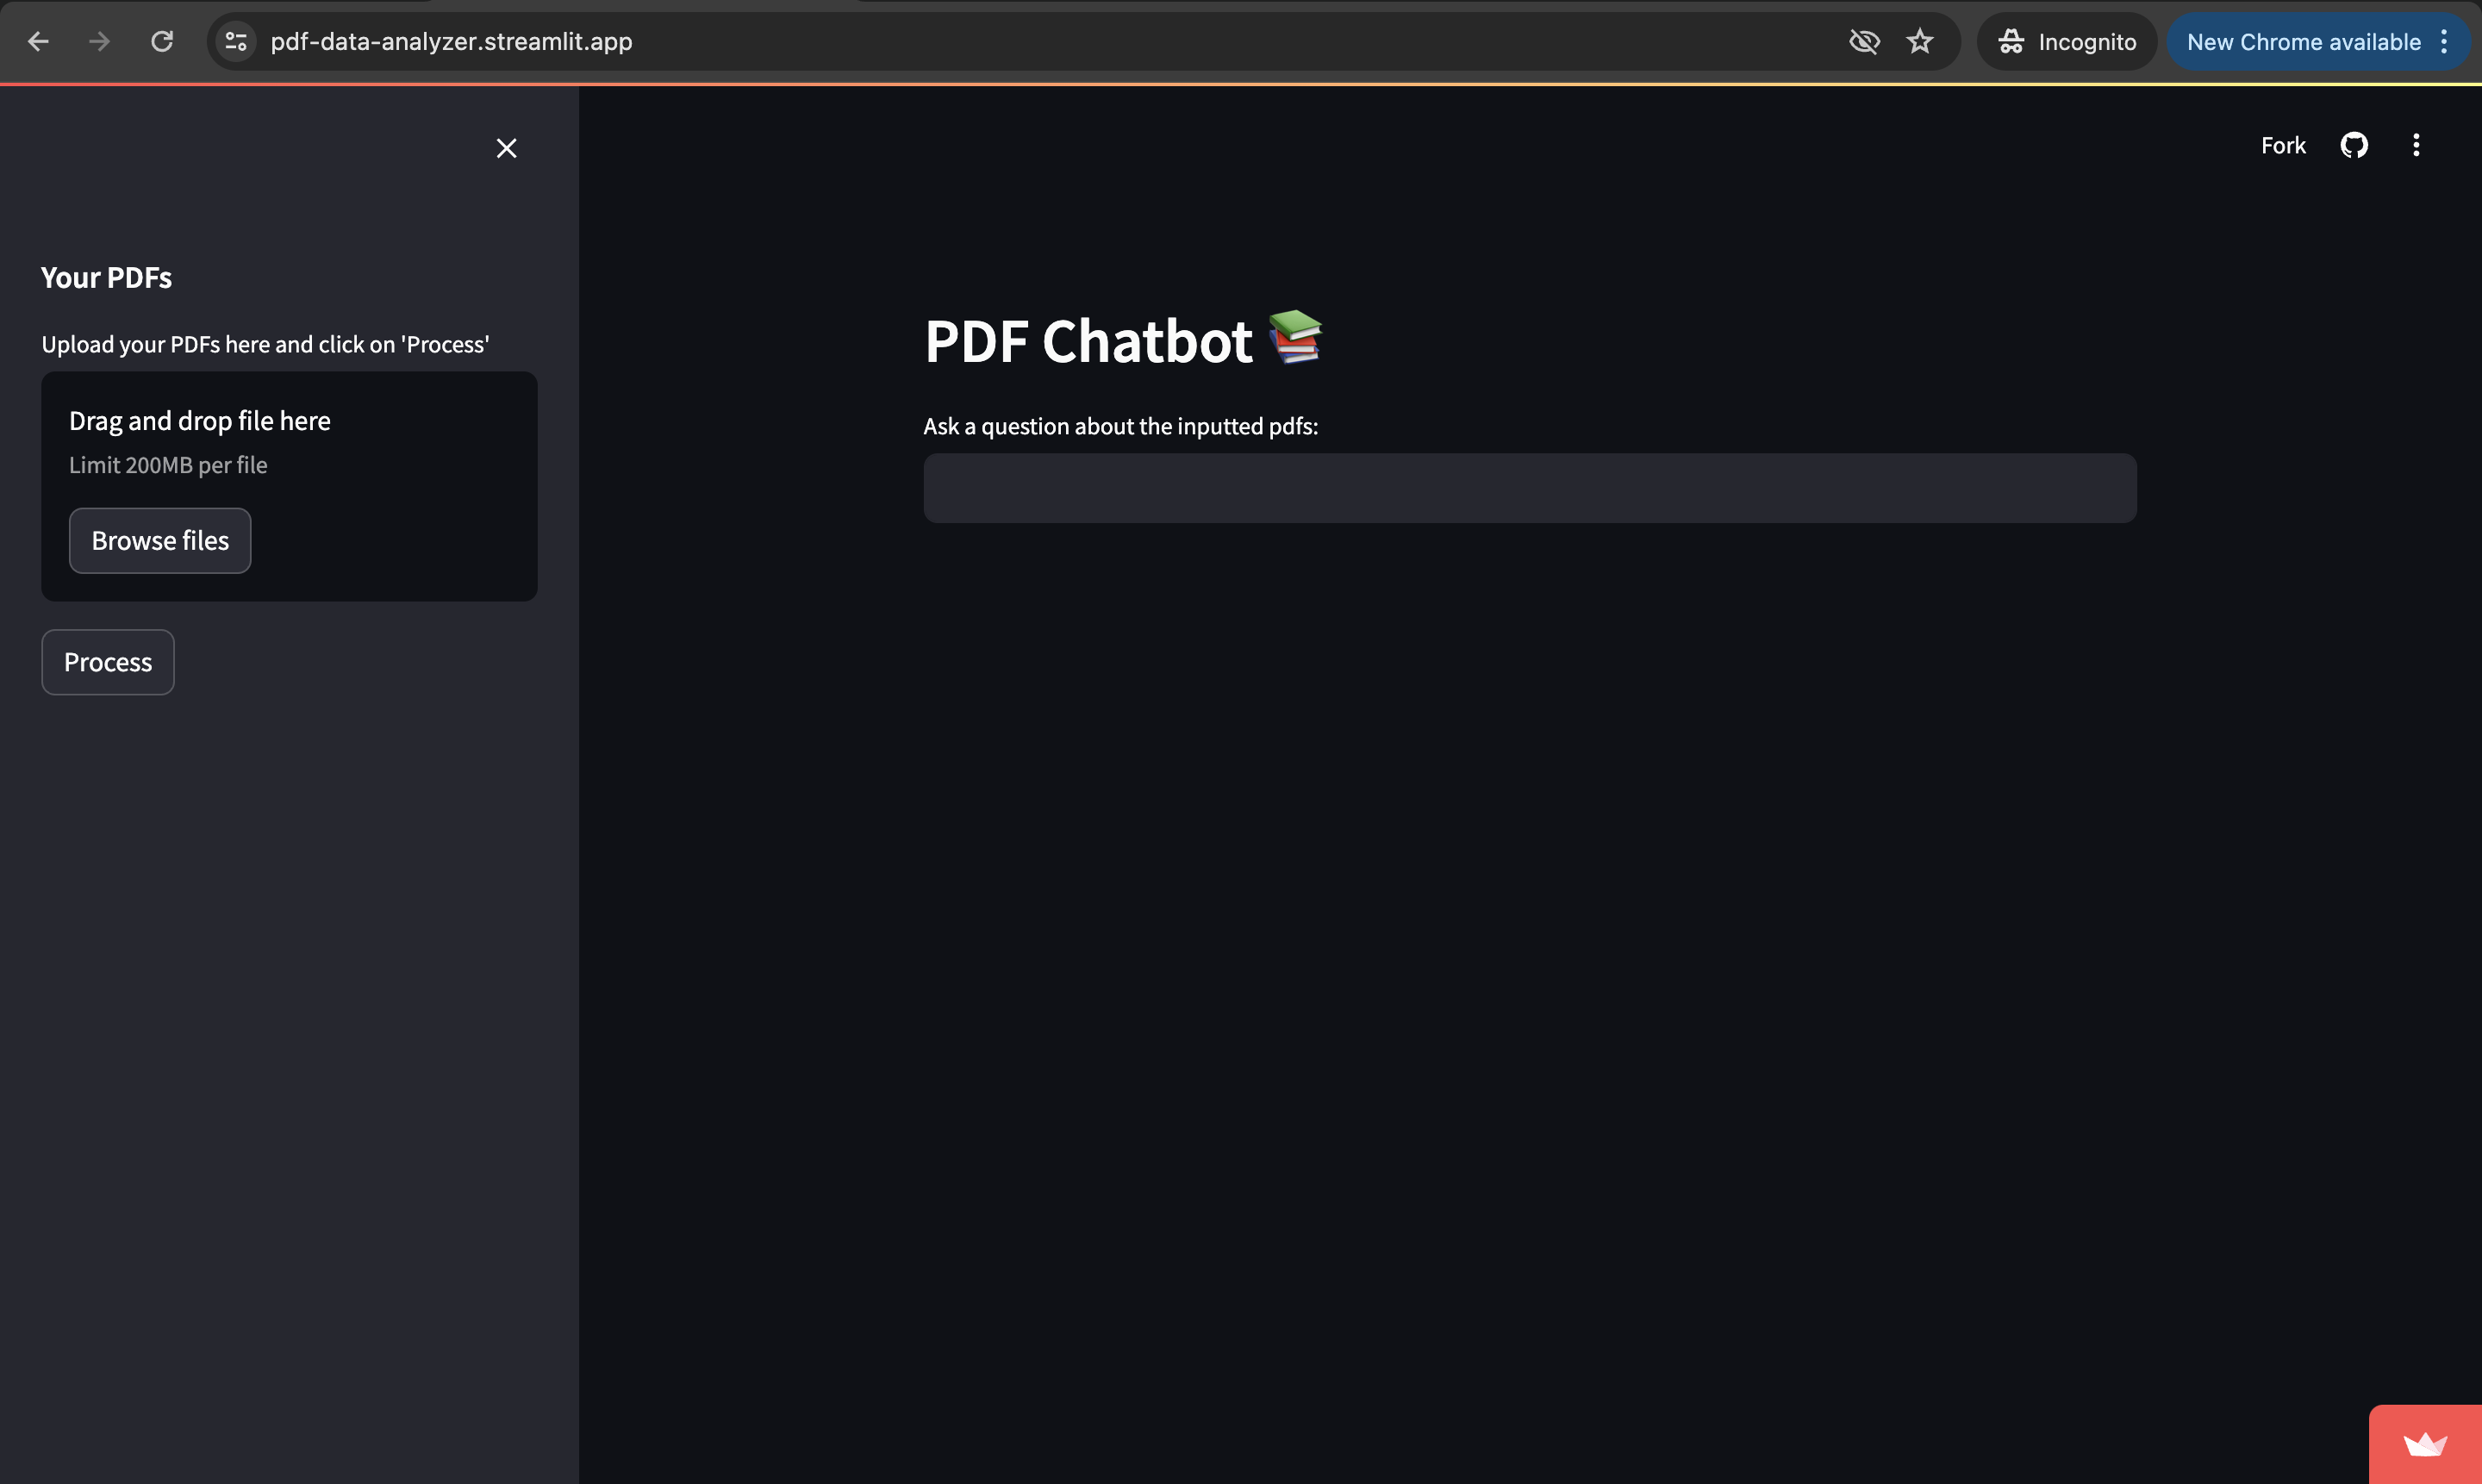 pdf-data-analyzer.streamlit.app
Incognito
New Chrome available
Fork
Your PDFs
Upload your PDFs here and click on 'Process'
Drag and drop file here
Limit 200MB per file
Browse files
Process
PDF Chatbot
Ask a question about the inputted pdfs: